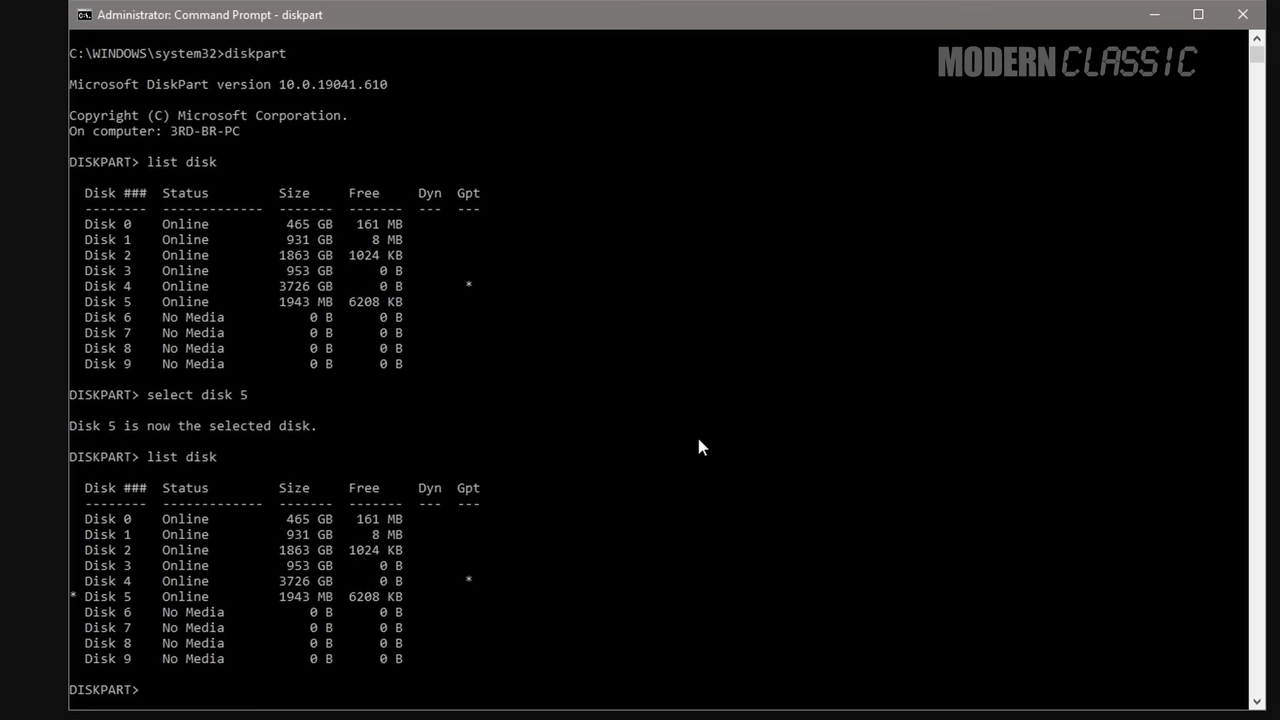 Administrator: Command Prompt - diskpart
MODERN CLASSIC
C:\WINDOWS\system32>diskpart
Microsoft DiskPart version 10.0.19041.610
Copyright (C) Microsoft Corporation.
On computer: 3RD-BR-PC
DISKPART> list disk
Disk ### Status Size Free Dyn Gpt
-------- ------------- ------- ------- --- ---
Disk 0 Online 465 GB 161 MB
Disk 1 Online 931 GB 8 MB
Disk 2 Online 1863 GB 1024 KB
Disk 3 Online 953 GB 0 B
Disk 4 Online 3726 GB 0 B *
Disk 5 Online 1943 MB 6208 KB
Disk 6 No Media 0 B 0 B
Disk 7 No Media 0 B 0 B
Disk 8 No Media 0 B 0 B
Disk 9 No Media 0 B 0 B
DISKPART> select disk 5
Disk 5 is now the selected disk.
DISKPART> list disk
Disk ### Status Size Free Dyn Gpt
-------- ------------- ------- ------- --- ---
Disk 0 Online 465 GB 161 MB
Disk 1 Online 931 GB 8 MB
Disk 2 Online 1863 GB 1024 KB
Disk 3 Online 953 GB 0 B
Disk 4 Online 3726 GB 0 B *
* Disk 5 Online 1943 MB 6208 KB
Disk 6 No Media 0 B 0 B
Disk 7 No Media 0 B 0 B
Disk 8 No Media 0 B 0 B
Disk 9 No Media 0 B 0 B
DISKPART>